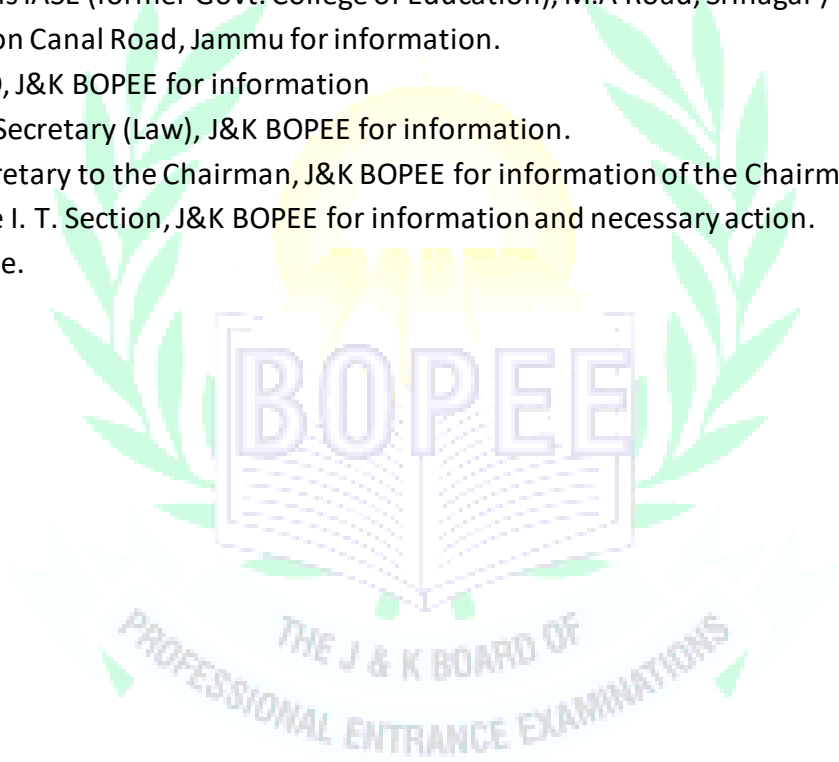 IASE (former Govt. College of Education), M.A Road, Srinagar /
on Canal Road, Jammu for information.
, J&K BOPEE for information
Secretary (Law), J&K BOPEE for information.
retary to the Chairman, J&K BOPEE for information of the Chairm
e I. T. Section, J&K BOPEE for information and necessary action.
e.
BOPEE
THE J & K BOARD OF
PROFESSIONAL ENTRANCE EXAMINATIONS